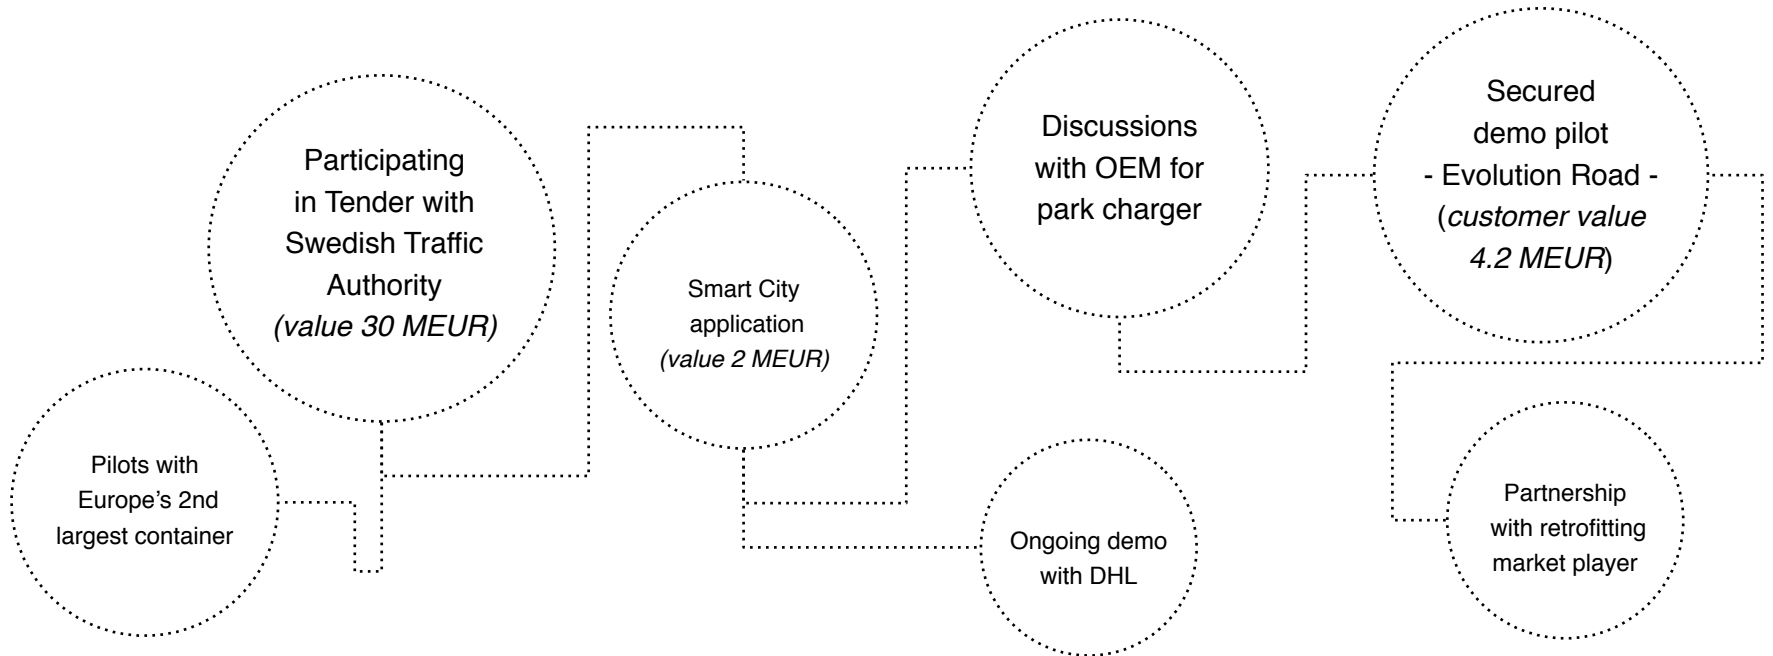 Participating
in Tender with
Swedish Traffic
Authority
(value 30 MEUR)
Pilots with
Europe’s 2nd
largest container
Smart City
application
(value 2 MEUR)
Discussions
with OEM for
park charger
Ongoing demo
with DHL
Secured
demo pilot
- Evolution Road -
(customer value
4.2 MEUR)
Partnership
with retrofitting
market player